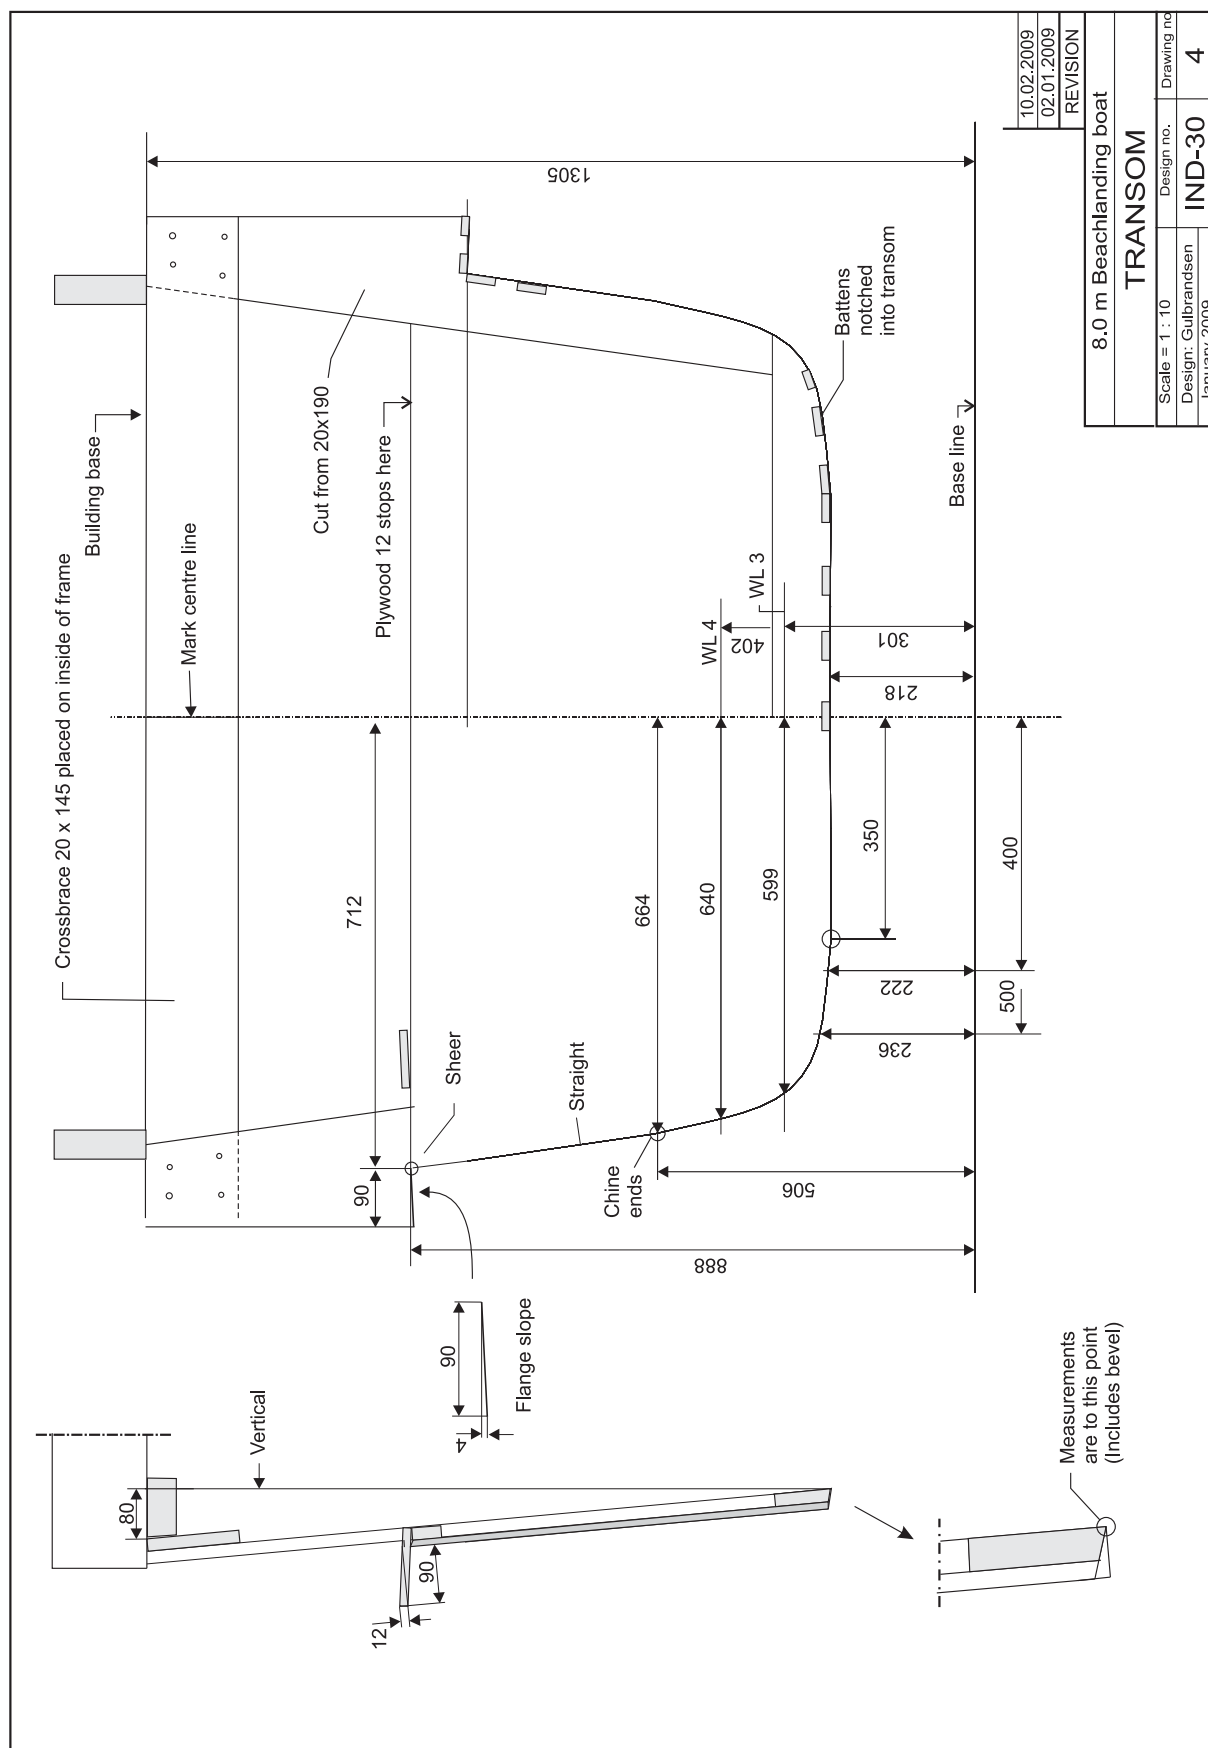 Crossbrace 20 x 145 placed on inside of frame
Building base
Mark centre line
Cut from 20x190
Plywood 12 stops here
1305
712
90
Sheer
Straight
Chine
ends
664
640
599
WL 4
402
WL 3
301
218
350
400
500
222
236
506
888
Battens
notched
into transom
Base line
80
Vertical
90
4
Flange slope
90
12
Measurements
are to this point
(Includes bevel)
10.02.2009
02.01.2009
REVISION
8.0 m Beachlanding boat
TRANSOM
Scale = 1 : 10
Design no.
Drawing no
Design: Gulbrandsen
IND-30
4
January 2009